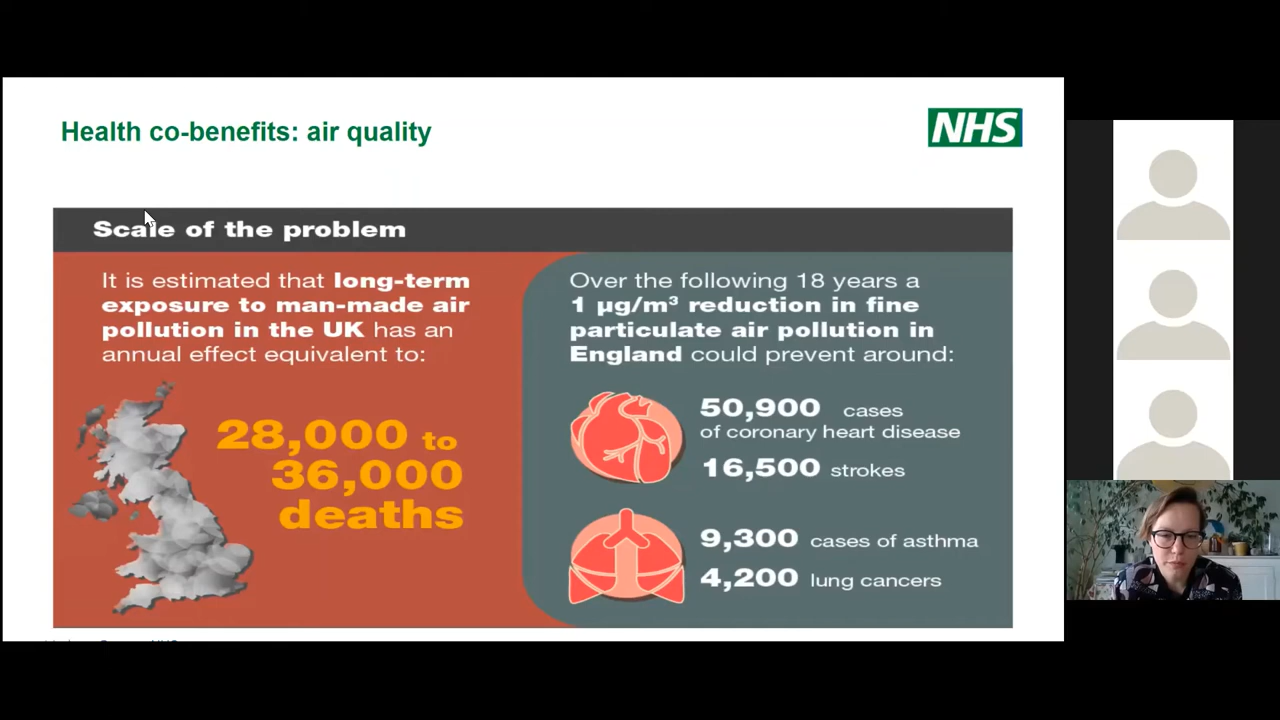 Health co-benefits: air quality
NHS
Scale of the problem
It is estimated that long-term
exposure to man-made air
pollution in the UK has an
annual effect equivalent to:
28,000 to
36,000
deaths
Over the following 18 years a
1 µg/m³ reduction in fine
particulate air pollution in
England could prevent around:
50,900 cases
of coronary heart disease
16,500 strokes
9,300 cases of asthma
4,200 lung cancers